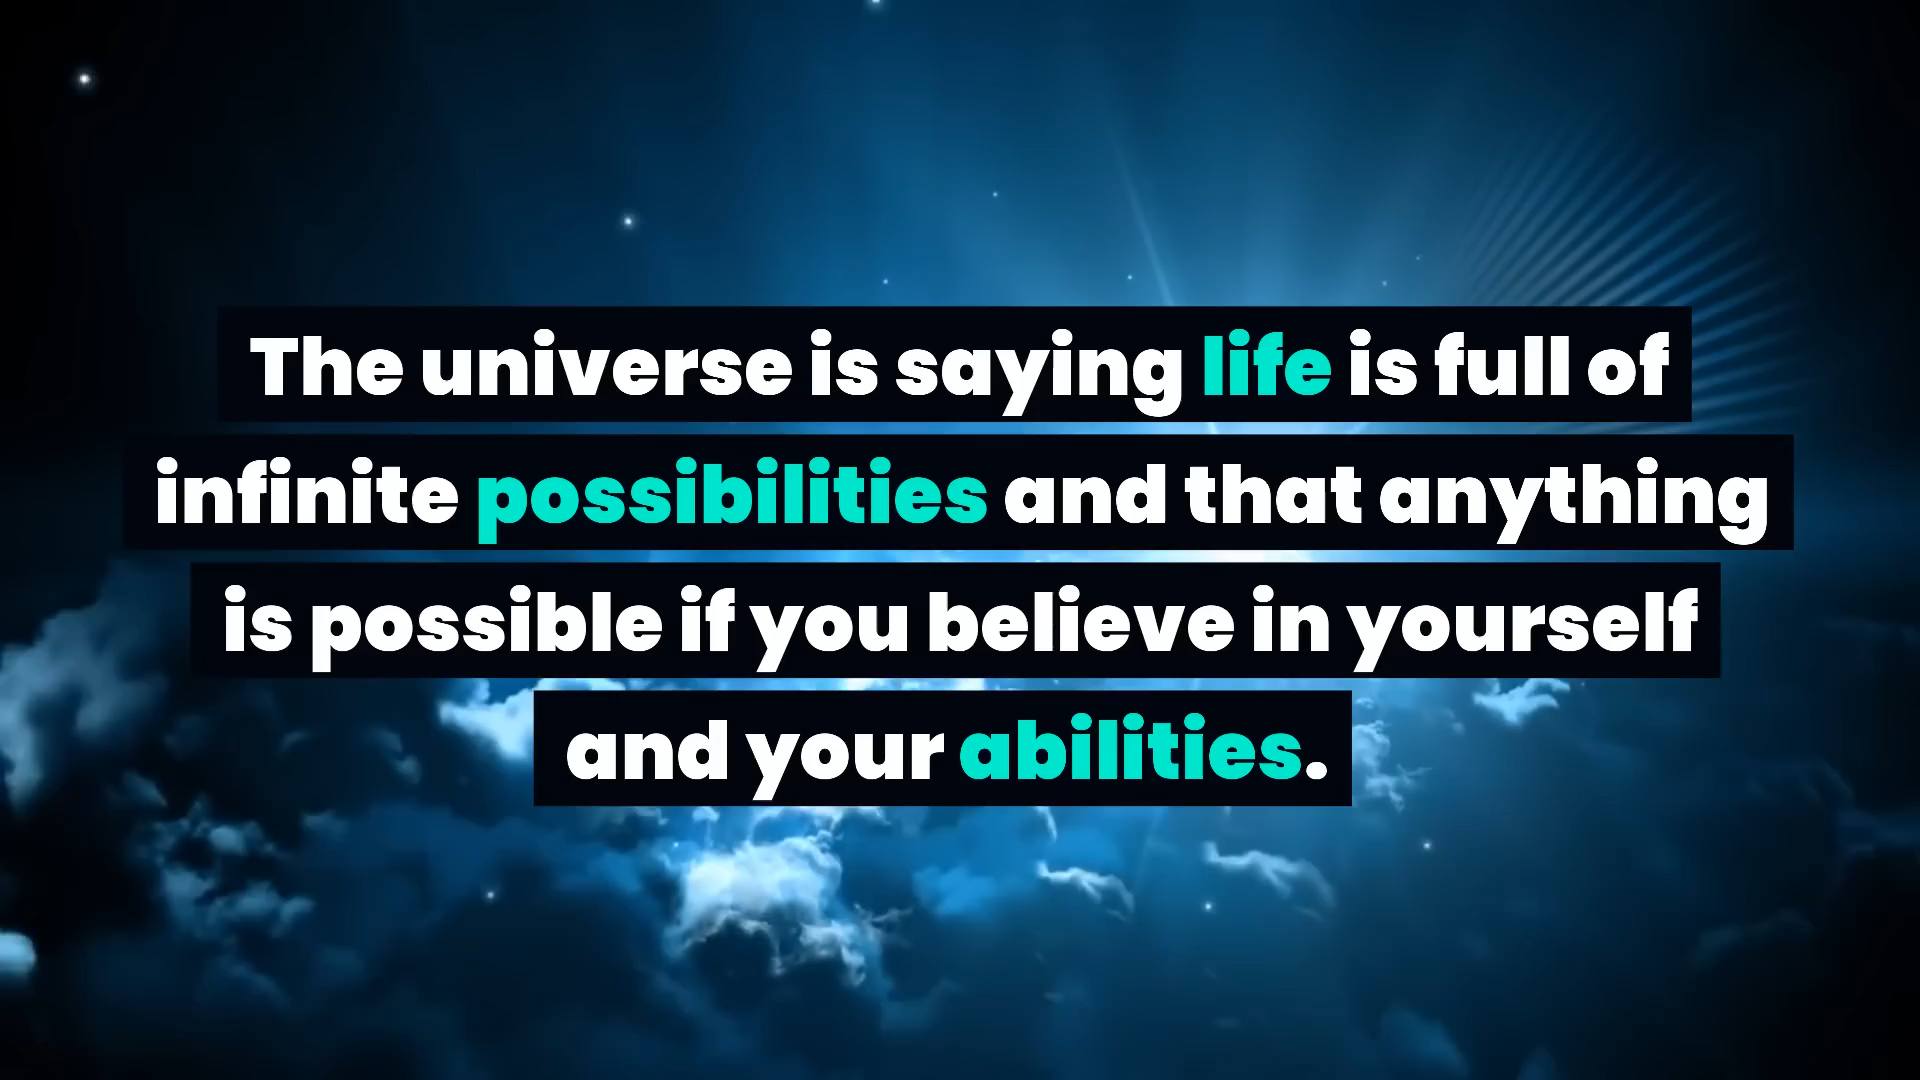 The universe is saying life is full of
infinite possibilities and that anything
is possible if you believe in yourself
and your abilities.